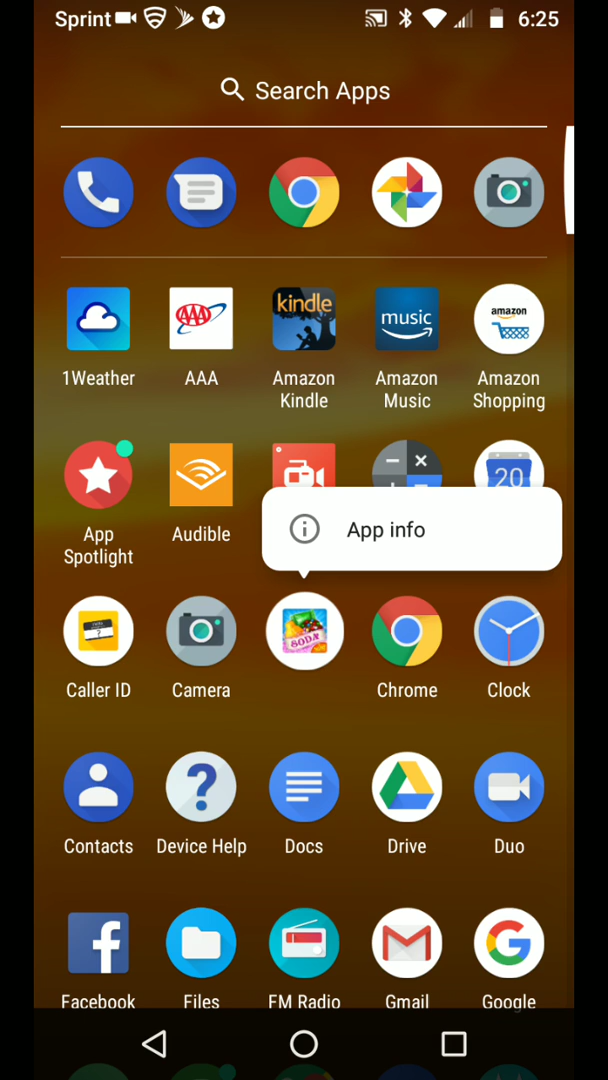 Sprint 6:25
Search Apps
kindle
music
amazon
1Weather AAA Amazon Kindle Amazon Music Amazon Shopping
20
App Spotlight Audible
App info
hello ?
SODA
Caller ID Camera Chrome Clock
?
Contacts Device Help Docs Drive Duo
f
Facebook Files FM Radio Gmail Google